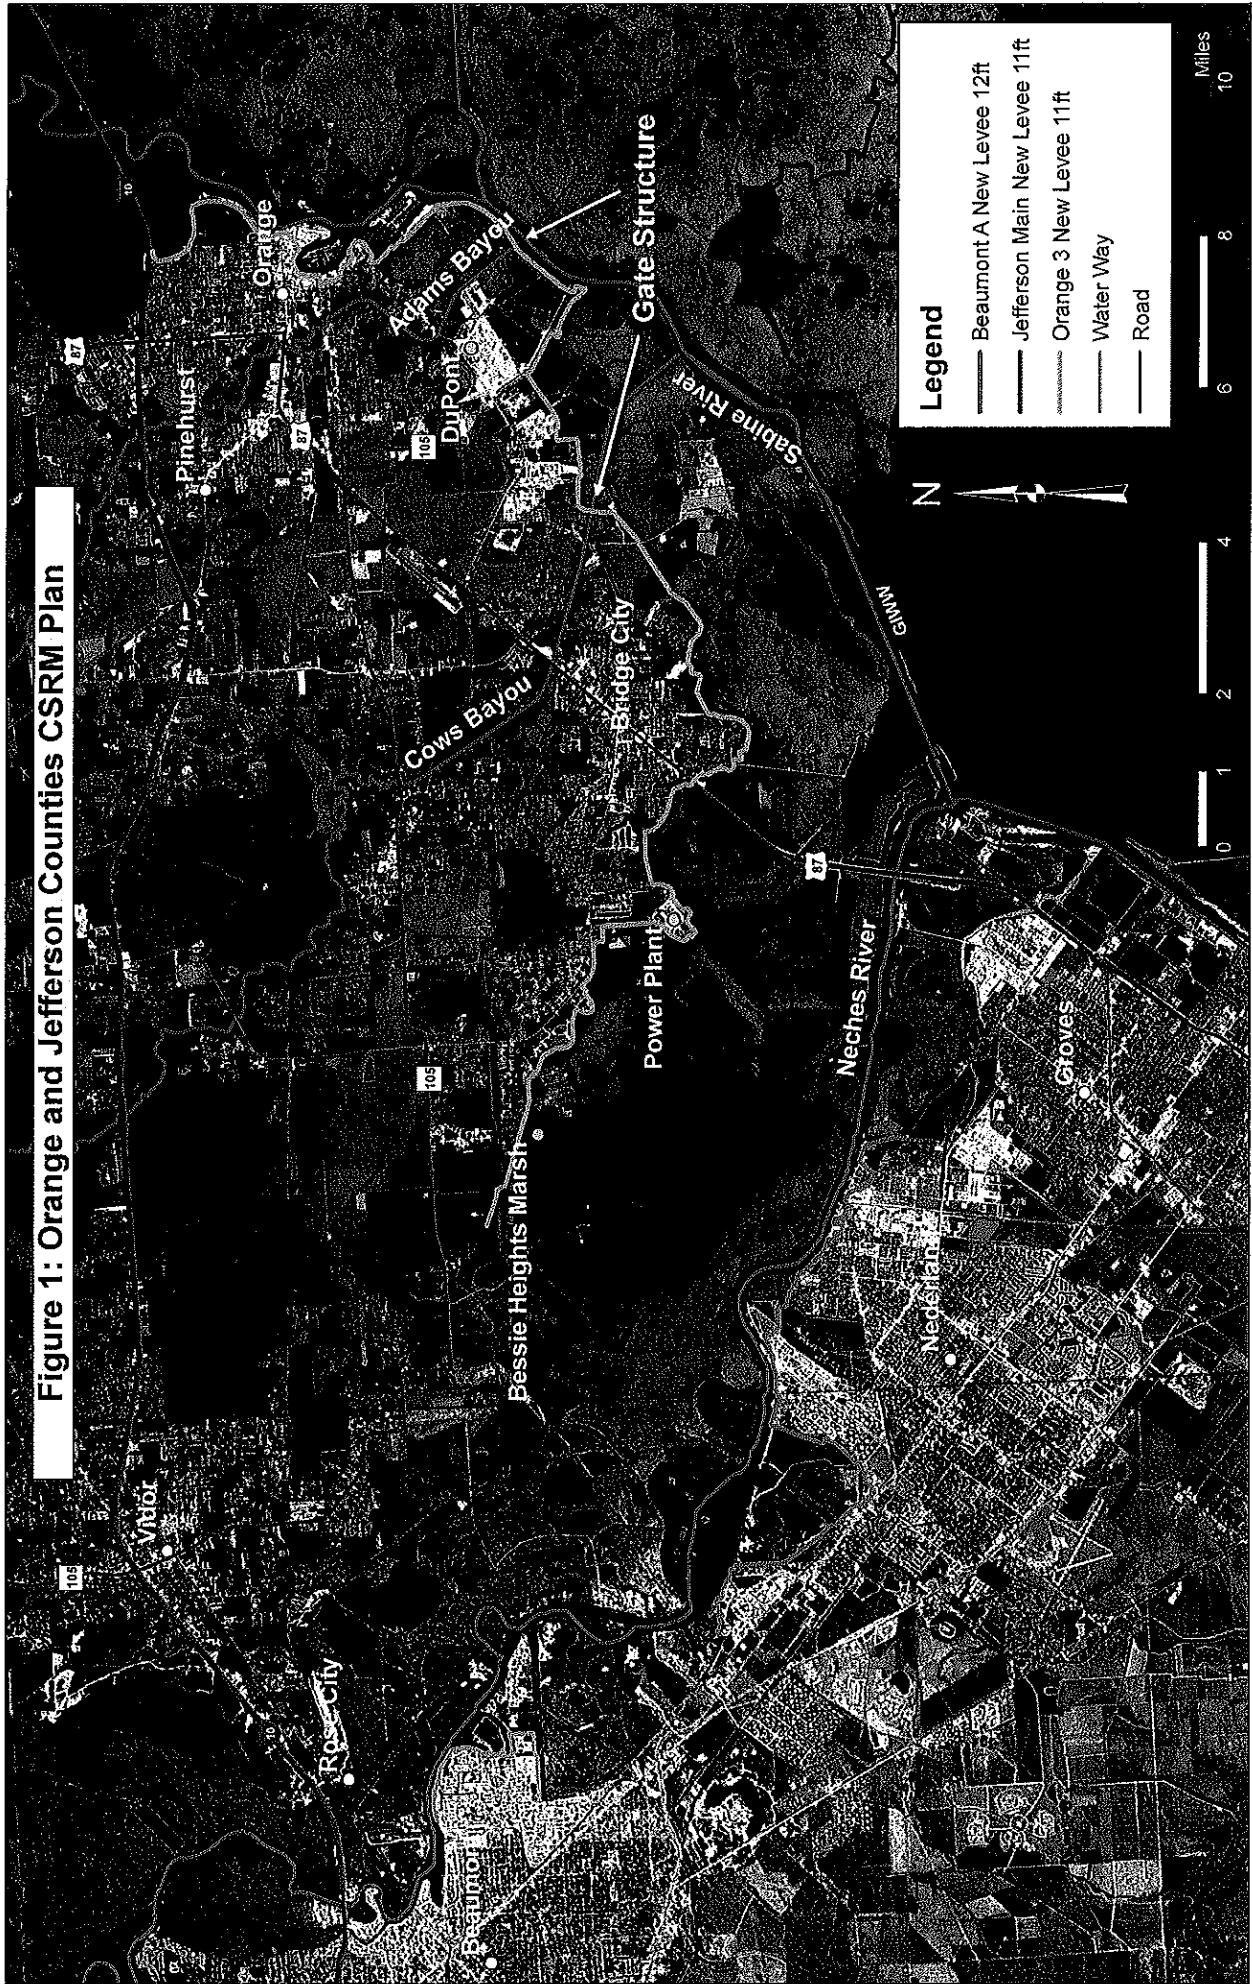 Figure 1: Orange and Jefferson Counties CSRM Plan
105
Vidor
10
Rose City
Beaumont
87
Pinehurst
Orange
10
87
105
DuPont
Adams Bayou
Gate Structure
Cows Bayou
Bridge City
Sabine River
105
Bessie Heights Marsh
Power Plant
87
Neches River
GIWW
Nederland
Groves
N
Legend
Beaumont A New Levee 12ft
Jefferson Main New Levee 11ft
Orange 3 New Levee 11ft
Water Way
Road
0 1 2 4 6 8 10
Miles